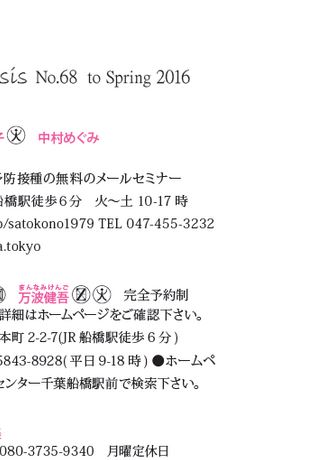 sis No.68 to Spring 2016
子 中村めぐみ
予防接種の無料のメールセミナー
船橋駅徒歩6分 火～土 10-17 時
/satokono1979 TEL 047-455-3232
a.tokyo
まんなみけんご
万波健吾 完全予約制
詳細はホームページをご確認下さい。
本町 2-2-7(JR 船橋駅徒歩 6 分 )
5843-8928( 平日 9-18 時 ) ●ホームペ
センター千葉船橋駅前で検索下さい。
080-3735-9340 月曜定休日